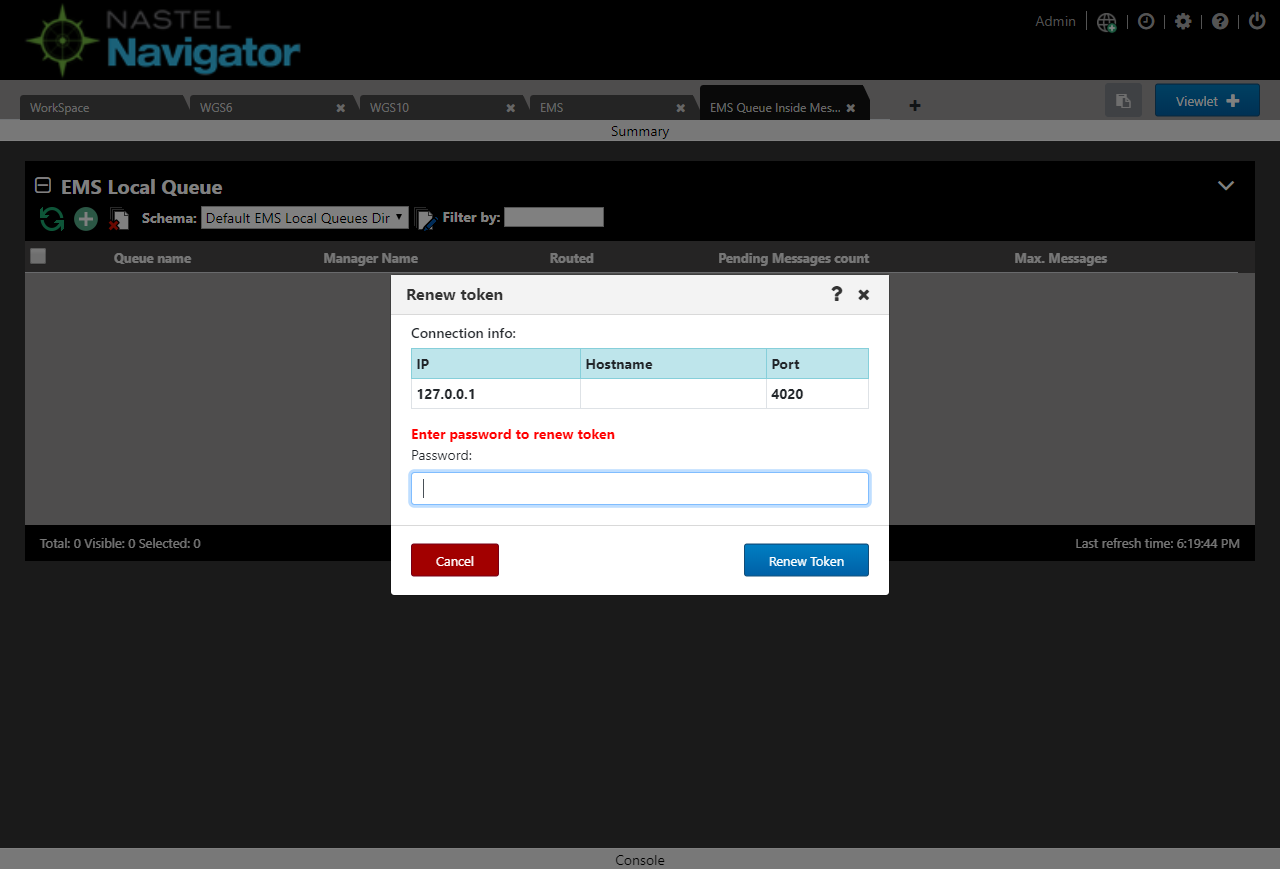 NASTEL
Navigator
Admin
WorkSpace
WGS6
WGS10
EMS
EMS Queue Inside Mes...
Viewlet
Summary
EMS Local Queue
Schema: Default EMS Local Queues Dir Filter by:
Queue name Manager Name Routed Pending Messages count Max. Messages
Renew token ?
Connection info:
IP Hostname Port
127.0.0.1 4020
Enter password to renew token
Password:
Cancel Renew Token
Total: 0 Visible: 0 Selected: 0 Last refresh time: 6:19:44 PM
Console